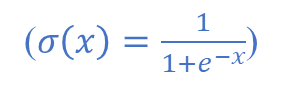 (σ(x) = 1/(1+e^{-x}))